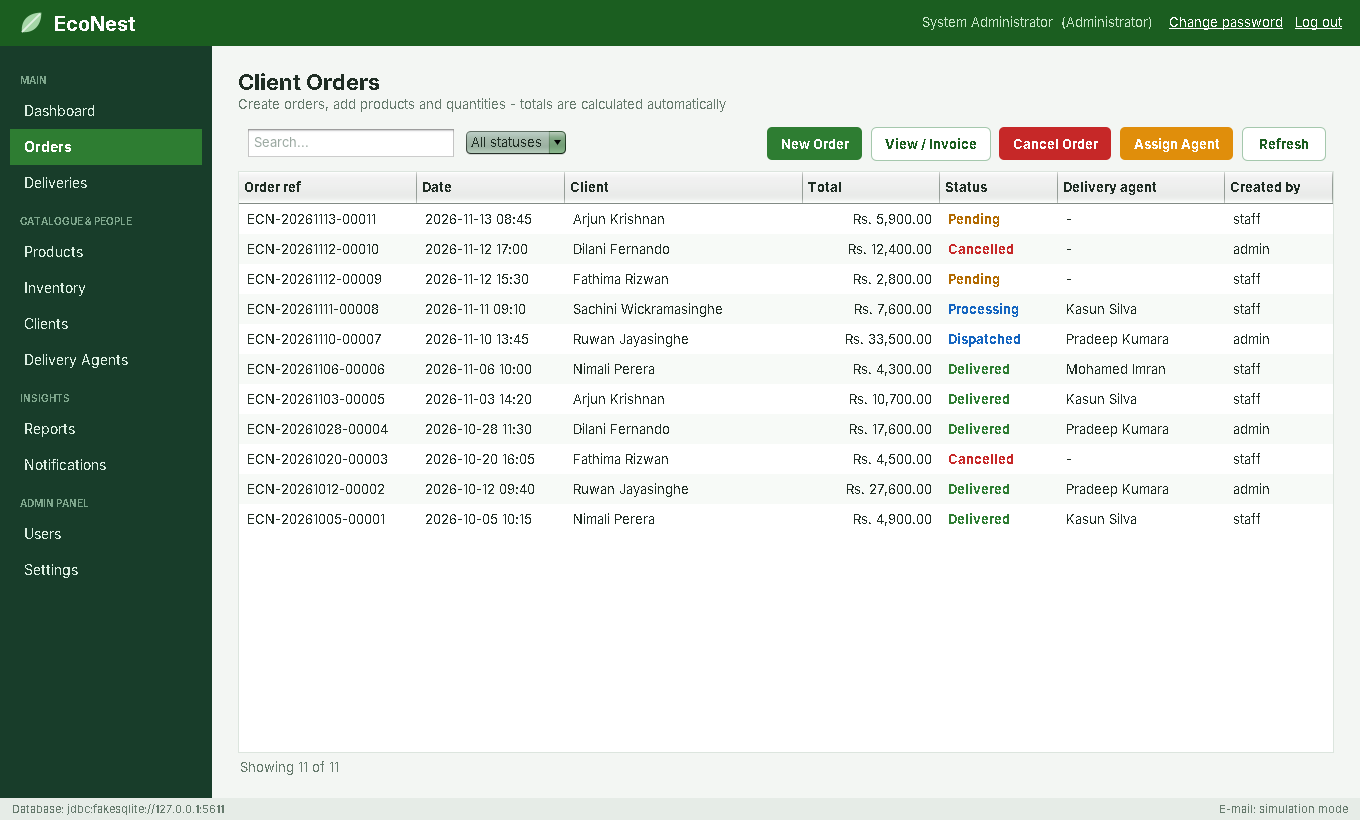 EcoNest
System Administrator (Administrator) Change password Log out
MAIN
Dashboard
Orders
Deliveries
CATALOGUE & PEOPLE
Products
Inventory
Clients
Delivery Agents
INSIGHTS
Reports
Notifications
ADMIN PANEL
Users
Settings
Client Orders
Create orders, add products and quantities - totals are calculated automatically
Search... All statuses New Order View / Invoice Cancel Order Assign Agent Refresh
Order ref Date Client Total Status Delivery agent Created by
ECN-20261113-00011 2026-11-13 08:45 Arjun Krishnan Rs. 5,900.00 Pending - staff
ECN-20261112-00010 2026-11-12 17:00 Dilani Fernando Rs. 12,400.00 Cancelled - admin
ECN-20261112-00009 2026-11-12 15:30 Fathima Rizwan Rs. 2,800.00 Pending - staff
ECN-20261111-00008 2026-11-11 09:10 Sachini Wickramasinghe Rs. 7,600.00 Processing Kasun Silva staff
ECN-20261110-00007 2026-11-10 13:45 Ruwan Jayasinghe Rs. 33,500.00 Dispatched Pradeep Kumara admin
ECN-20261106-00006 2026-11-06 10:00 Nimali Perera Rs. 4,300.00 Delivered Mohamed Imran staff
ECN-20261103-00005 2026-11-03 14:20 Arjun Krishnan Rs. 10,700.00 Delivered Kasun Silva staff
ECN-20261028-00004 2026-10-28 11:30 Dilani Fernando Rs. 17,600.00 Delivered Pradeep Kumara admin
ECN-20261020-00003 2026-10-20 16:05 Fathima Rizwan Rs. 4,500.00 Cancelled - staff
ECN-20261012-00002 2026-10-12 09:40 Ruwan Jayasinghe Rs. 27,600.00 Delivered Pradeep Kumara admin
ECN-20261005-00001 2026-10-05 10:15 Nimali Perera Rs. 4,900.00 Delivered Kasun Silva staff
Showing 11 of 11
Database: jdbc:fakesqlite://127.0.0.1:5611 E-mail: simulation mode